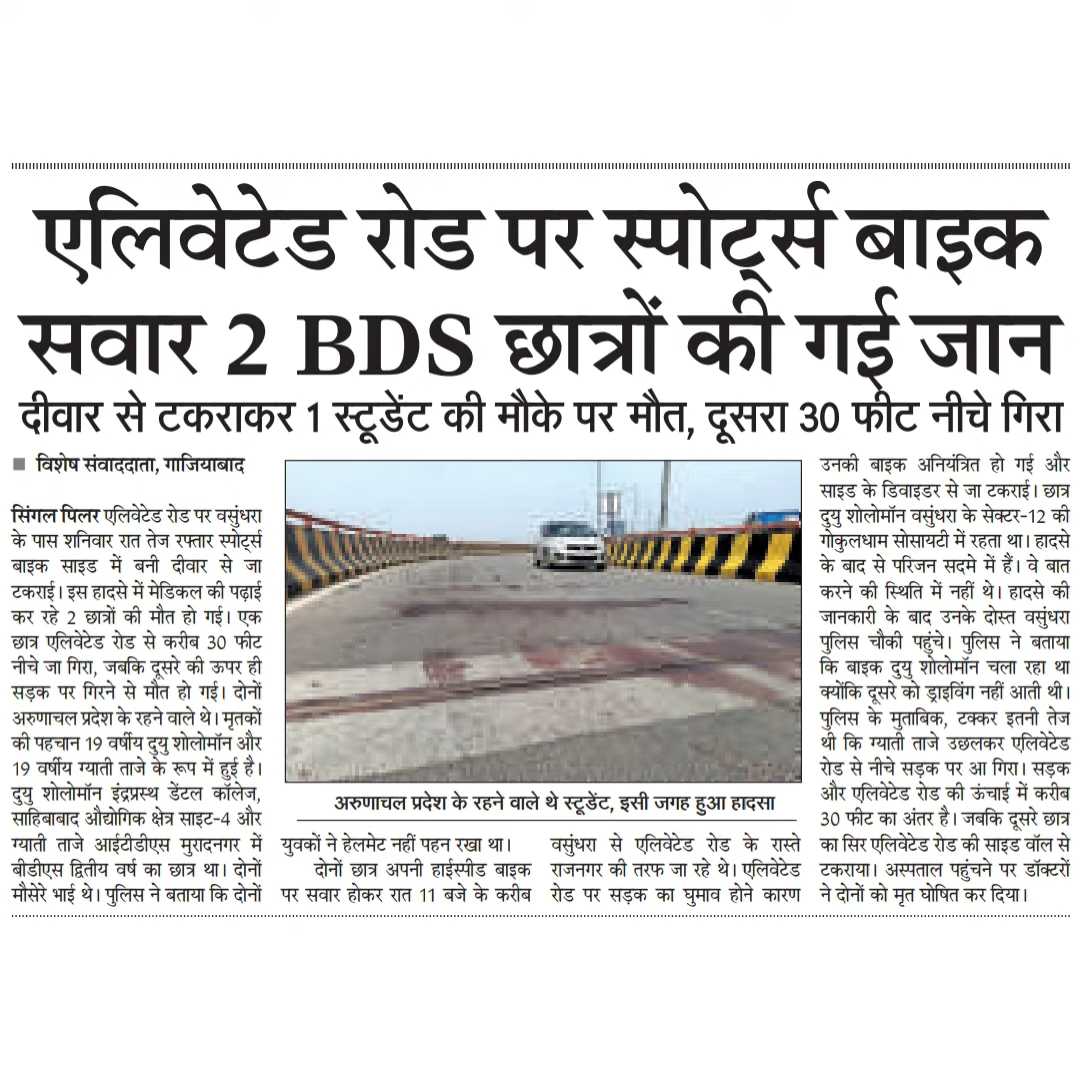 एलिवेटेड रोड पर स्पोर्ट्स बाइक
सवार 2 BDS छात्रों की गई जान
दीवार से टकराकर 1 स्टूडेंट की मौके पर मौत, दूसरा 30 फीट नीचे गिरा
■ विशेष संवाददाता, गाजियाबाद
सिंगल पिलर एलिवेटेड रोड पर वसुंधरा
के पास शनिवार रात तेज रफ्तार स्पोर्ट्स
बाइक साइड में बनी दीवार से जा
टकराई। इस हादसे में मेडिकल की पढ़ाई
कर रहे 2 छात्रों की मौत हो गई। एक
छात्र एलिवेटेड रोड से करीब 30 फीट
नीचे जा गिरा, जबकि दूसरे की ऊपर ही
सड़क पर गिरने से मौत हो गई। दोनों
अरुणाचल प्रदेश के रहने वाले थे। मृतकों
की पहचान 19 वर्षीय दुयु शोलोमॉन और
19 वर्षीय ग्याती ताजे के रूप में हुई है।
दुयु शोलोमॉन इंद्रप्रस्थ डेंटल कॉलेज,
साहिबाबाद औद्योगिक क्षेत्र साइट-4 और
ग्याती ताजे आईटीडीएस मुरादनगर में
बीडीएस द्वितीय वर्ष का छात्र था। दोनों
मौसेरे भाई थे। पुलिस ने बताया कि दोनों
अरुणाचल प्रदेश के रहने वाले थे स्टूडेंट, इसी जगह हुआ हादसा
युवकों ने हेलमेट नहीं पहन रखा था।
दोनों छात्र अपनी हाईस्पीड बाइक
पर सवार होकर रात 11 बजे के करीब
वसुंधरा से एलिवेटेड रोड के रास्ते
राजनगर की तरफ जा रहे थे। एलिवेटेड
रोड पर सड़क का घुमाव होने कारण
उनकी बाइक अनियंत्रित हो गई और
साइड के डिवाइडर से जा टकराई। छात्र
दुयु शोलोमॉन वसुंधरा के सेक्टर-12 की
गोकुलधाम सोसायटी में रहता था। हादसे
के बाद से परिजन सदमे में हैं। वे बात
करने की स्थिति में नहीं थे। हादसे की
जानकारी के बाद उनके दोस्त वसुंधरा
पुलिस चौकी पहुंचे। पुलिस ने बताया
कि बाइक दुयु शोलोमॉन चला रहा था
क्योंकि दूसरे को ड्राइविंग नहीं आती थी।
पुलिस के मुताबिक, टक्कर इतनी तेज
थी कि ग्याती ताजे उछलकर एलिवेटेड
रोड से नीचे सड़क पर आ गिरा। सड़क
और एलिवेटेड रोड की ऊंचाई में करीब
30 फीट का अंतर है। जबकि दूसरे छात्र
का सिर एलिवेटेड रोड की साइड वॉल से
टकराया। अस्पताल पहुंचने पर डॉक्टरों
ने दोनों को मृत घोषित कर दिया।